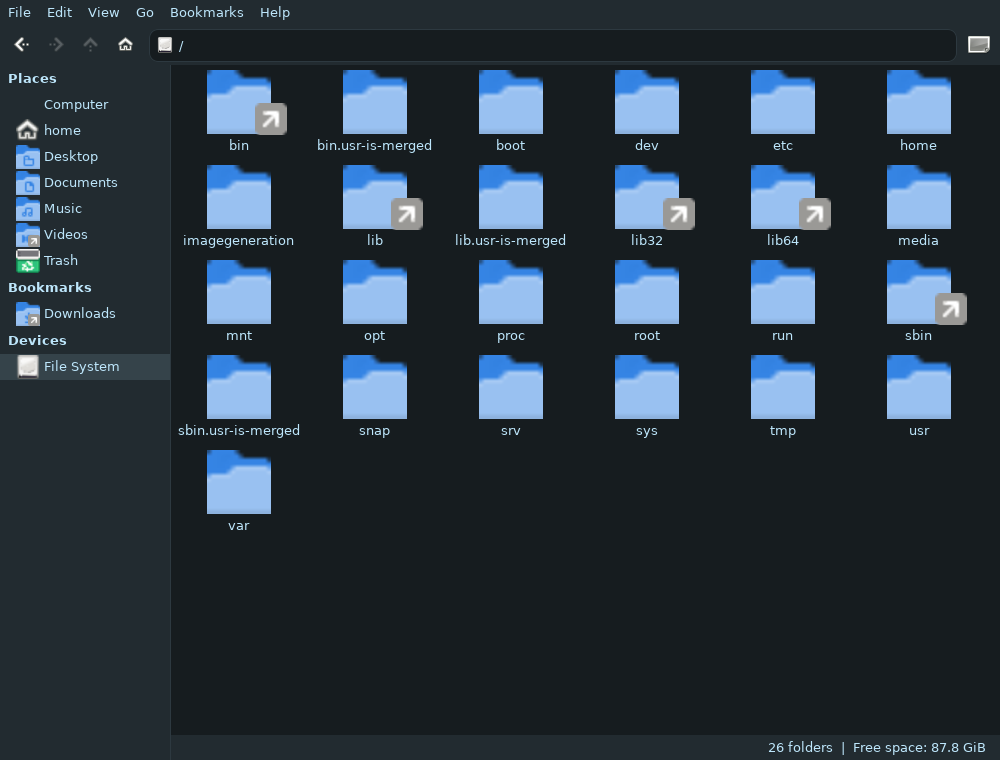 File Edit View Go Bookmarks Help
/
Places
Computer
home
Desktop
Documents
Music
Videos
Trash
Bookmarks
Downloads
Devices
File System
bin bin.usr-is-merged boot dev etc home
imagegeneration lib lib.usr-is-merged lib32 lib64 media
mnt opt proc root run sbin
sbin.usr-is-merged snap srv sys tmp usr
var
26 folders | Free space: 87.8 GiB